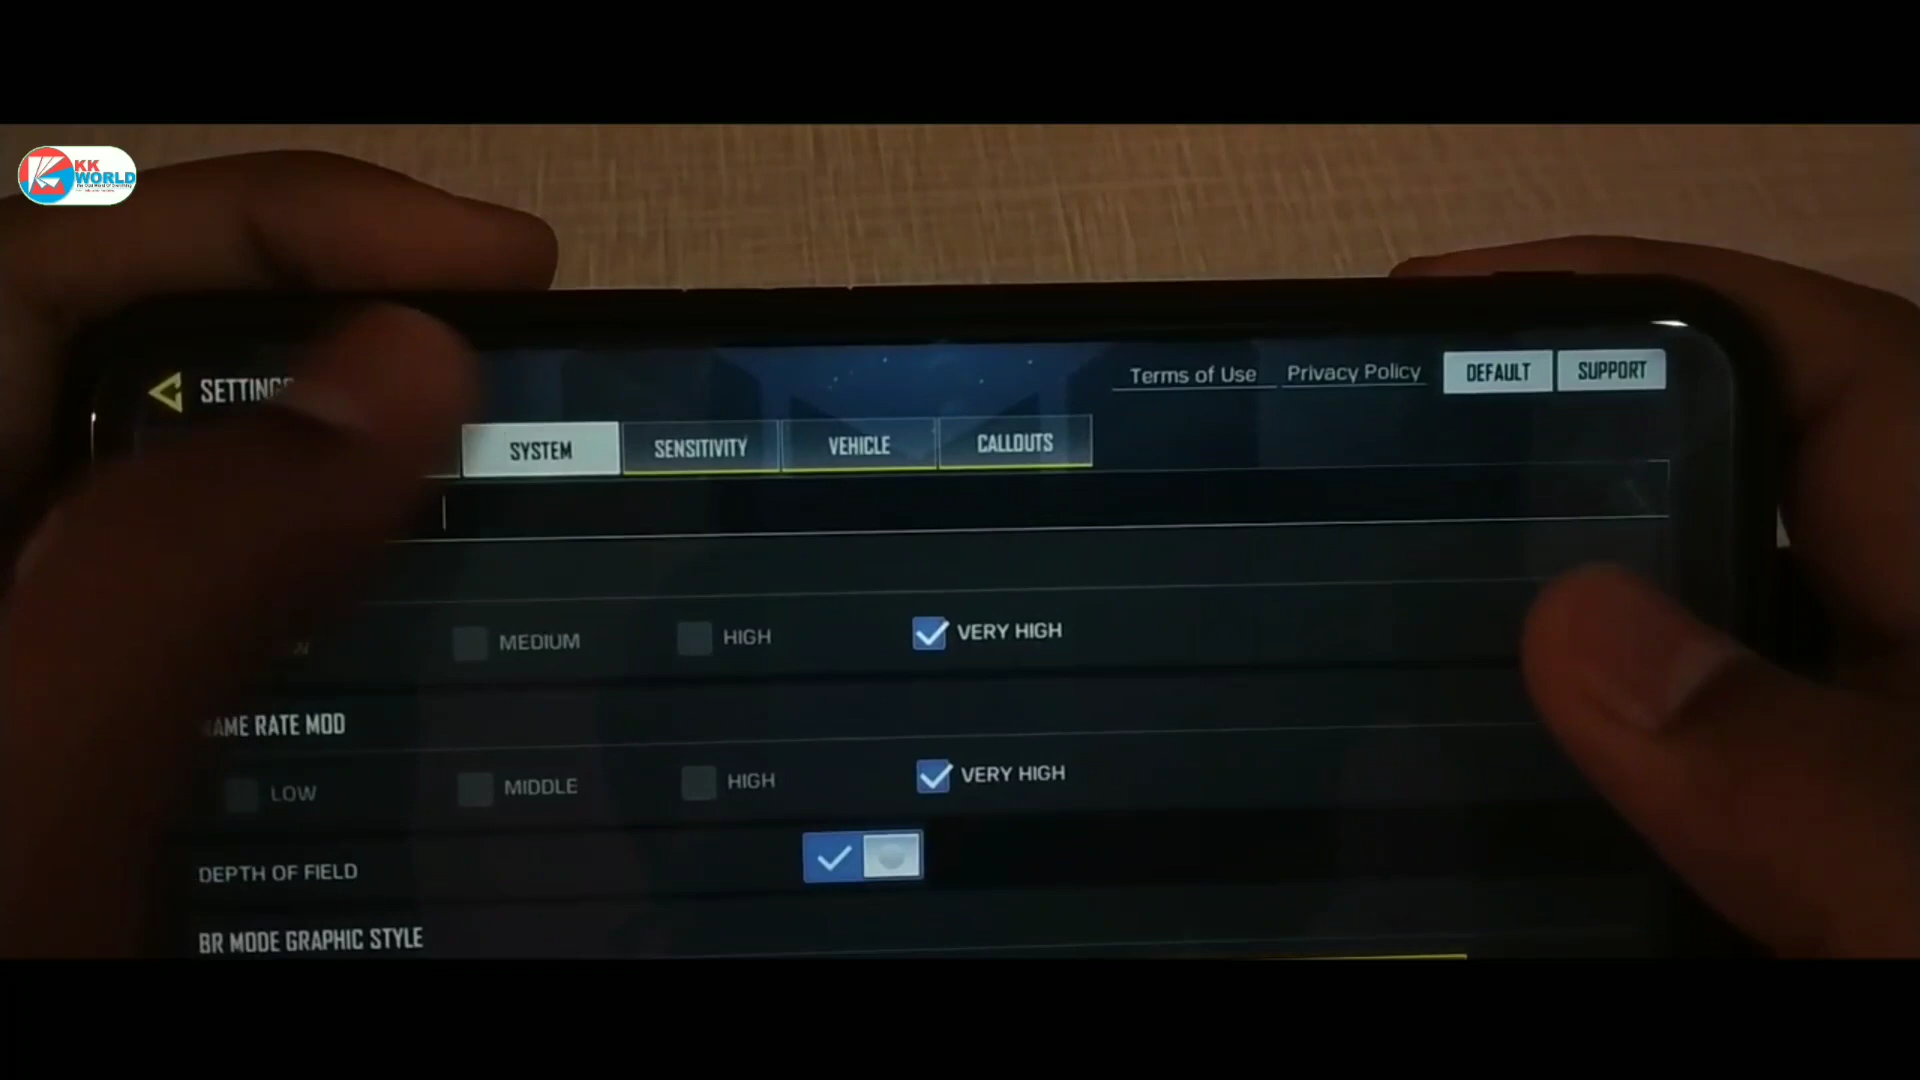 KK
WORLD
SETTINGS
Terms of Use
Privacy Policy
DEFAULT
SUPPORT
SYSTEM
SENSITIVITY
VEHICLE
CALLOUTS
MEDIUM
HIGH
VERY HIGH
AME RATE MOD
LOW
MIDDLE
HIGH
VERY HIGH
DEPTH OF FIELD
BR MODE GRAPHIC STYLE